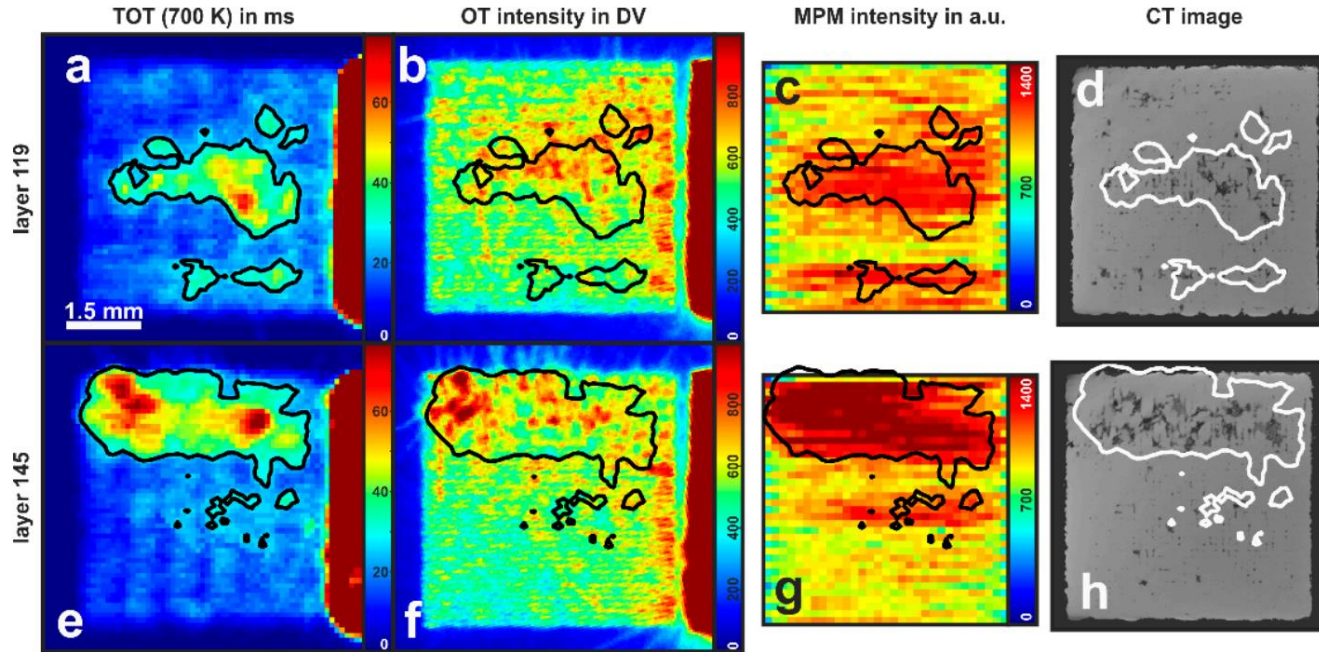 TOT (700 K) in ms OT intensity in DV MPM intensity in a.u. CT image
layer 119
a
1.5 mm
60
40
20
0
b
800
600
400
200
0
c
1400
700
0
d
layer 145
e
60
40
20
0
f
800
600
400
200
0
g
1400
700
0
h